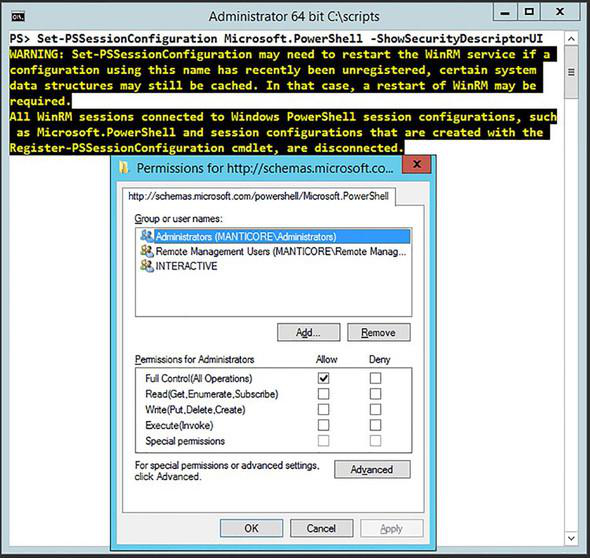 Administrator 64 bit C:\scripts
PS> Set-PSSessionConfiguration Microsoft.PowerShell -ShowSecurityDescriptorUI
WARNING: Set-PSSessionConfiguration may need to restart the WinRM service if a
configuration using this name has recently been unregistered, certain system
data structures may still be cached. In that case, a restart of WinRM may be
required.
All WinRM sessions connected to Windows PowerShell session configurations, such
as Microsoft.PowerShell and session configurations that are created with the
Register-PSSessionConfiguration cmdlet, are disconnected.
Permissions for http://schemas.microsoft.co...
http://schemas.microsoft.com/powershell/Microsoft.PowerShell
Group or user names:
Administrators (MANTICORE\Administrators)
Remote Management Users (MANTICORE\Remote Manag...
INTERACTIVE
Add... Remove
Permissions for Administrators Allow Deny
Full Control(All Operations)
Read(Get,Enumerate,Subscribe)
Write(Put,Delete,Create)
Execute(Invoke)
Special permissions
For special permissions or advanced settings,
click Advanced.
Advanced
OK Cancel Apply